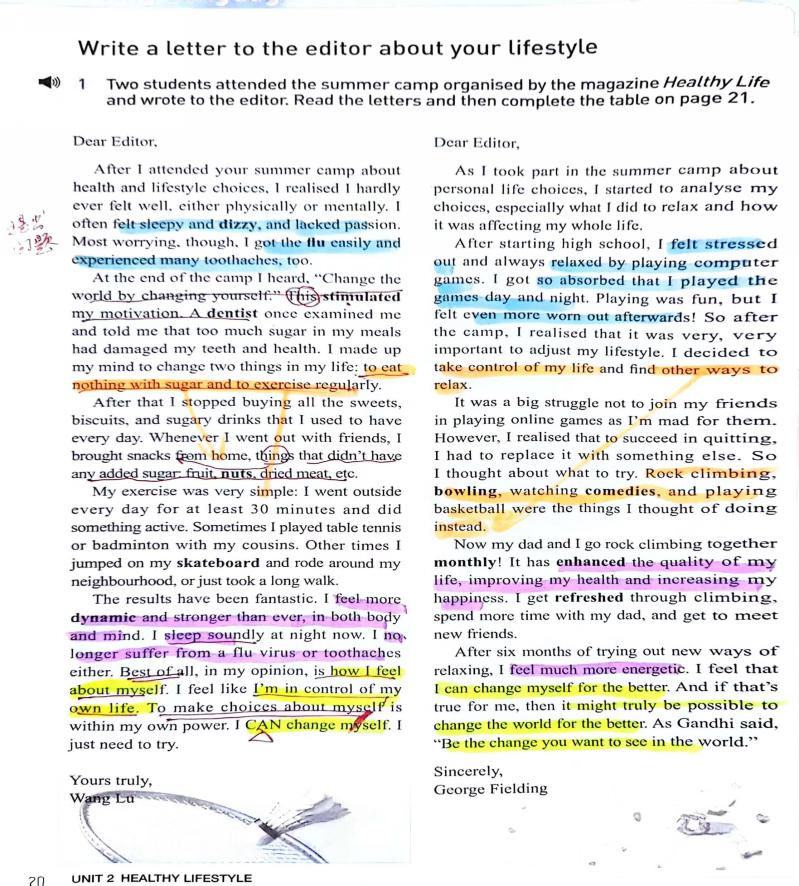 Write a letter to the editor about your lifestyle
1 Two students attended the summer camp organised by the magazine Healthy Life
and wrote to the editor. Read the letters and then complete the table on page 21.
Dear Editor,
After I attended your summer camp about
health and lifestyle choices, I realised I hardly
ever felt well, either physically or mentally. I
often felt sleepy and dizzy, and lacked passion.
Most worrying, though, I got the flu easily and
experienced many toothaches, too.
At the end of the camp I heard, “Change the
world by changing yourself.” This stimulated
my motivation. A dentist once examined me
and told me that too much sugar in my meals
had damaged my teeth and health. I made up
my mind to change two things in my life: to eat
nothing with sugar and to exercise regularly.
After that I stopped buying all the sweets,
biscuits, and sugary drinks that I used to have
every day. Whenever I went out with friends, I
brought snacks from home, things that didn’t have
any added sugar: fruit, nuts, dried meat, etc.
My exercise was very simple: I went outside
every day for at least 30 minutes and did
something active. Sometimes I played table tennis
or badminton with my cousins. Other times I
jumped on my skateboard and rode around my
neighbourhood, or just took a long walk.
The results have been fantastic. I feel more
dynamic and stronger than ever, in both body
and mind. I sleep soundly at night now. I no
longer suffer from a flu virus or toothaches
either. Best of all, in my opinion, is how I feel
about myself. I feel like I’m in control of my
own life. To make choices about myself is
within my own power. I CAN change myself. I
just need to try.
Yours truly,
Wang Lu
问题
Dear Editor,
As I took part in the summer camp about
personal life choices, I started to analyse my
choices, especially what I did to relax and how
it was affecting my whole life.
After starting high school, I felt stressed
out and always relaxed by playing computer
games. I got so absorbed that I played the
games day and night. Playing was fun, but I
felt even more worn out afterwards! So after
the camp, I realised that it was very, very
important to adjust my lifestyle. I decided to
take control of my life and find other ways to
relax.
It was a big struggle not to join my friends
in playing online games as I’m mad for them.
However, I realised that to succeed in quitting,
I had to replace it with something else. So
I thought about what to try. Rock climbing,
bowling, watching comedies, and playing
basketball were the things I thought of doing
instead.
Now my dad and I go rock climbing together
monthly! It has enhanced the quality of my
life, improving my health and increasing my
happiness. I get refreshed through climbing,
spend more time with my dad, and get to meet
new friends.
After six months of trying out new ways of
relaxing, I feel much more energetic. I feel that
I can change myself for the better. And if that’s
true for me, then it might truly be possible to
change the world for the better. As Gandhi said,
“Be the change you want to see in the world.”
Sincerely,
George Fielding
20 UNIT 2 HEALTHY LIFESTYLE